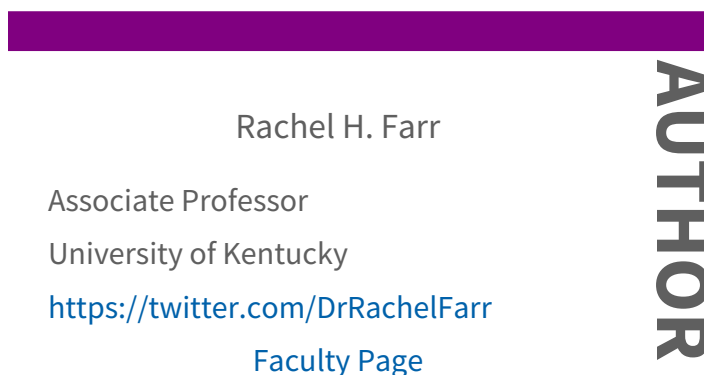 Rachel H. Farr
Associate Professor
University of Kentucky
https://twitter.com/DrRachelFarr
Faculty Page
AUTHOR